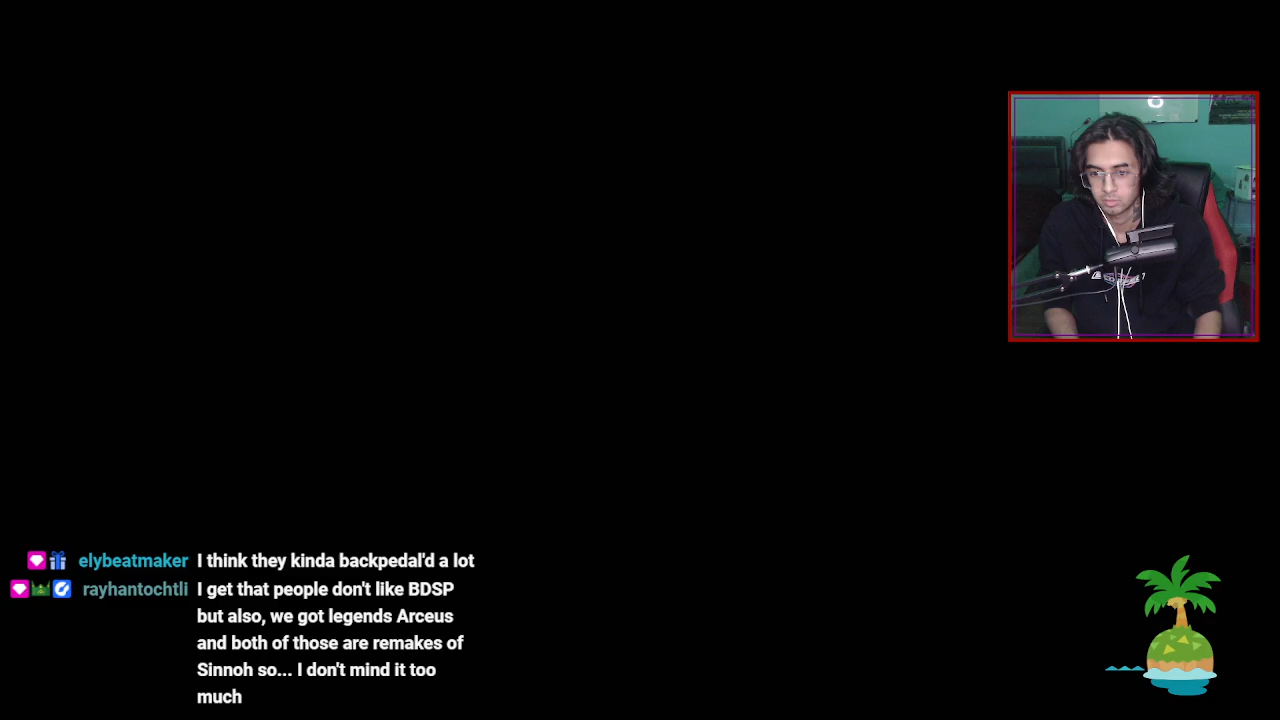 elybeatmaker I think they kinda backpedal'd a lot
rayhantochtli I get that people don't like BDSP
but also, we got legends Arceus
and both of those are remakes of
Sinnoh so... I don't mind it too
much